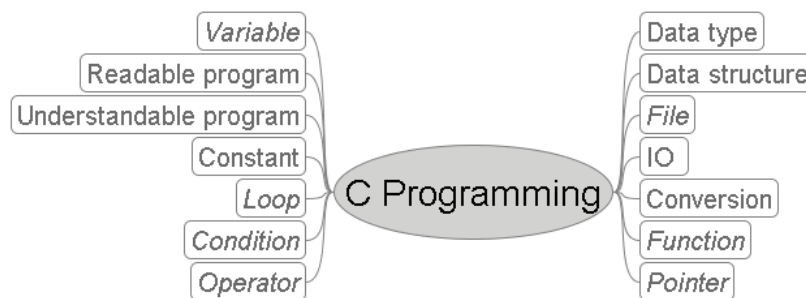 Variable
Readable program
Understandable program
Constant
Loop
Condition
Operator
C Programming
Data type
Data structure
File
IO
Conversion
Function
Pointer